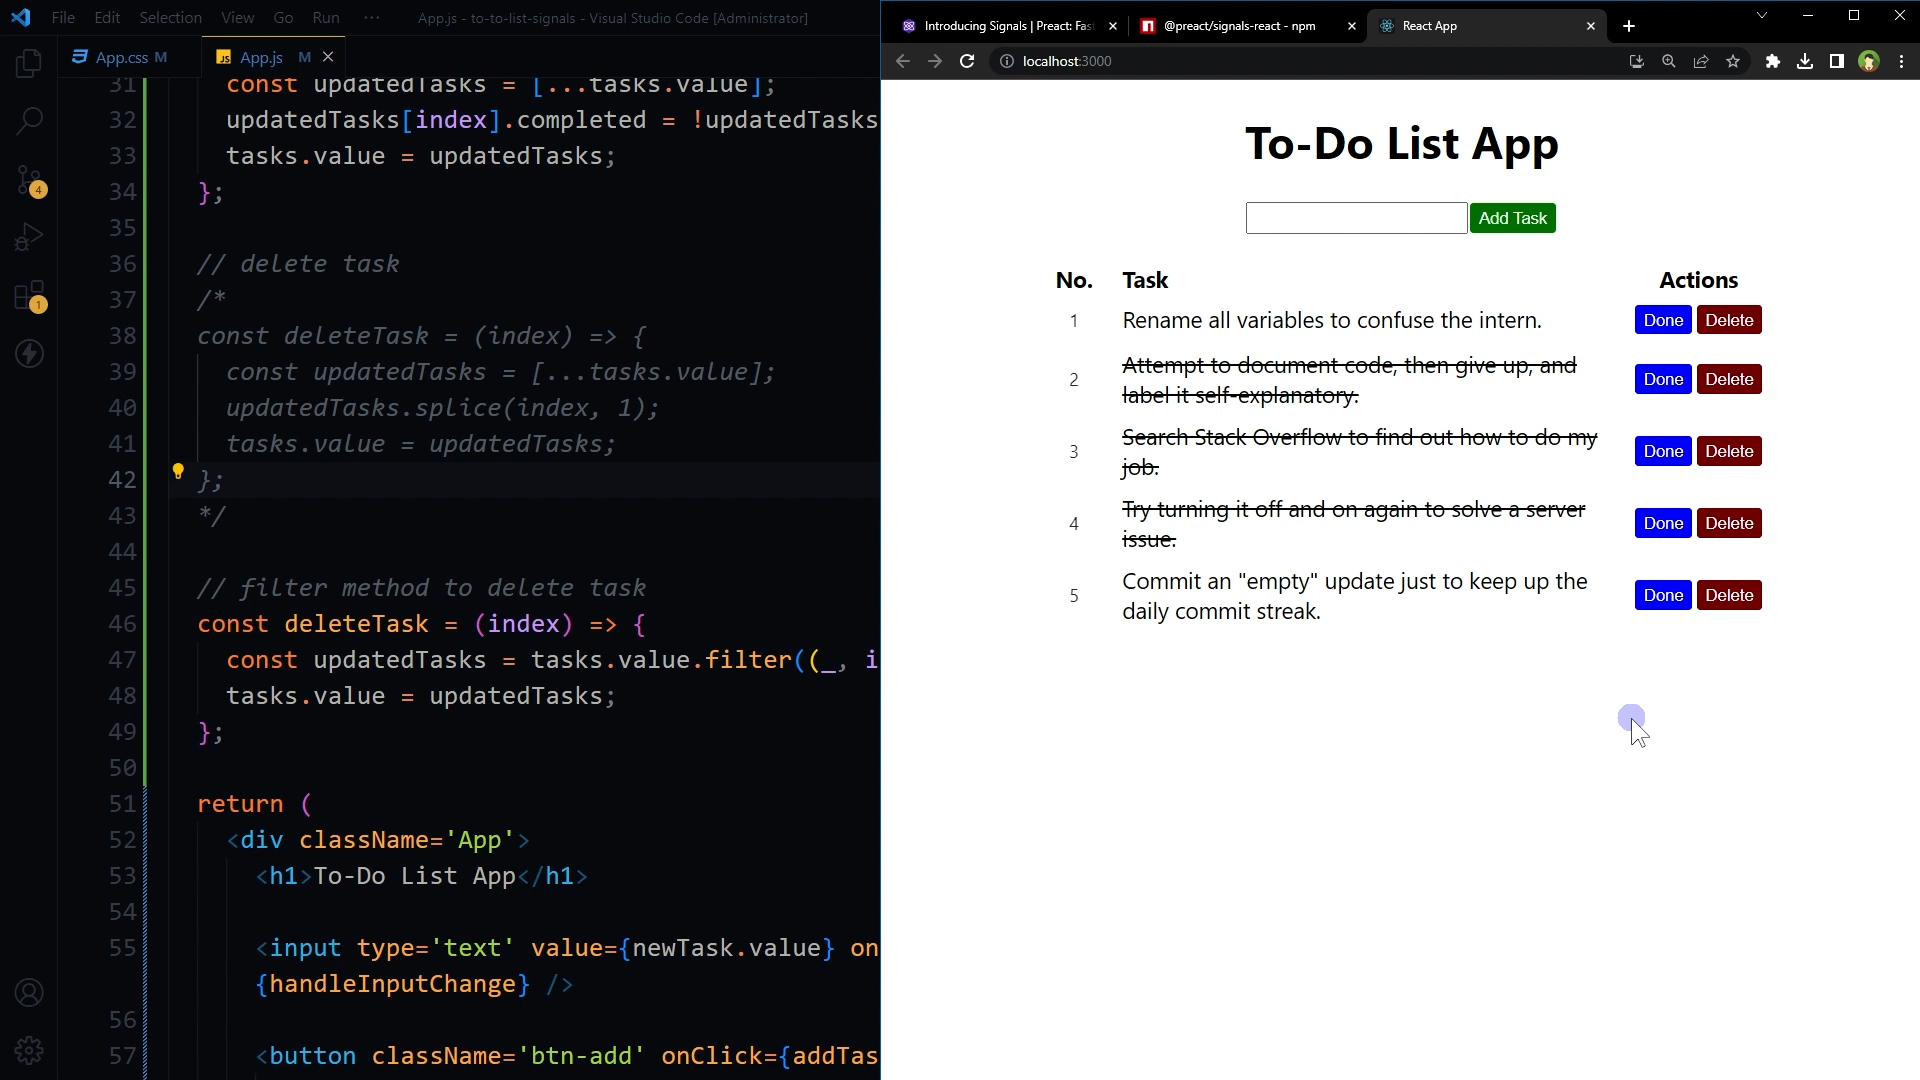 File Edit Selection View Go Run ··· App.js - to-to-list-signals - Visual Studio Code [Administrator]
App.css M App.js M
31 const updatedTasks = [...tasks.value];
32 updatedTasks[index].completed = !updatedTasks
33 tasks.value = updatedTasks;
34 };
35
36 // delete task
37 /*
38 const deleteTask = (index) => {
39 const updatedTasks = [...tasks.value];
40 updatedTasks.splice(index, 1);
41 tasks.value = updatedTasks;
42 };
43 */
44
45 // filter method to delete task
46 const deleteTask = (index) => {
47 const updatedTasks = tasks.value.filter((_, i
48 tasks.value = updatedTasks;
49 };
50
51 return (
52 <div className='App'>
53 <h1>To-Do List App</h1>
54
55 <input type='text' value={newTask.value} on
{handleInputChange} />
56
57 <button className='btn-add' onClick={addTas
4
1
Introducing Signals | Preact: Fas
@preact/signals-react - npm
React App
localhost:3000
To-Do List App
Add Task
No. Task Actions
1 Rename all variables to confuse the intern. Done Delete
2 Attempt to document code, then give up, and
label it self-explanatory. Done Delete
3 Search Stack Overflow to find out how to do my
job. Done Delete
4 Try turning it off and on again to solve a server
issue. Done Delete
5 Commit an "empty" update just to keep up the
daily commit streak. Done Delete